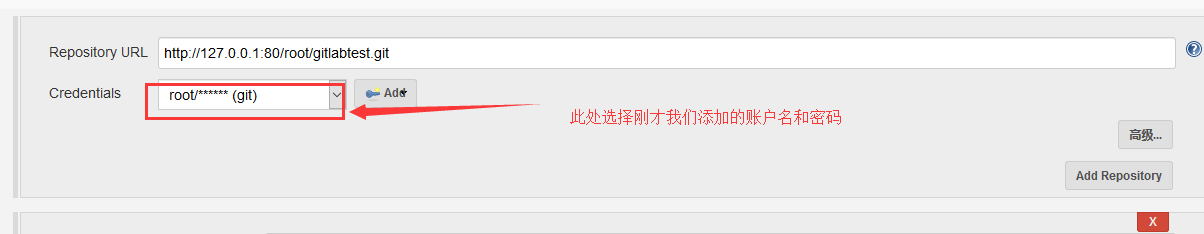 Repository URL http://127.0.0.1:80/root/gitlabtest.git
Credentials root/****** (git) Add
此处选择刚才我们添加的账户名和密码
高级...
Add Repository
X